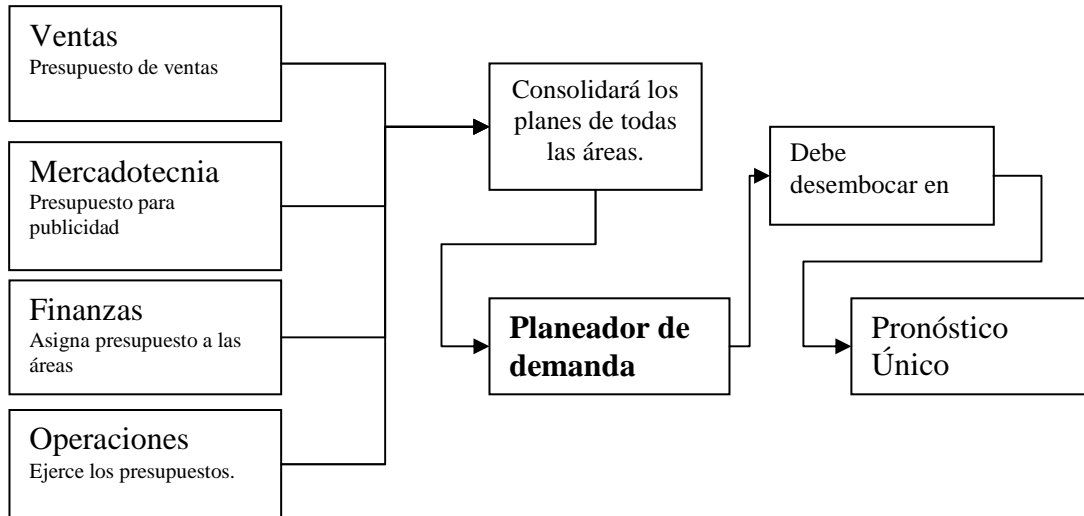 Ventas
Presupuesto de ventas
Mercadotecnia
Presupuesto para
publicidad
Finanzas
Asigna presupuesto a las
áreas
Operaciones
Ejerce los presupuestos.
Consolidará los
planes de todas
las áreas.
Planeador de
demanda
Debe
desembocar en
Pronóstico
Único